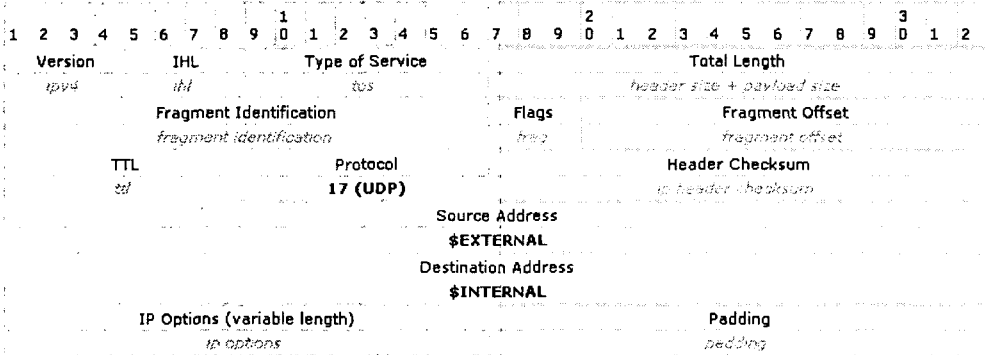 1 2 3
1 2 3 4 5 6 7 8 9 0 1 2 3 4 5 6 7 8 9 0 1 2 3 4 5 6 7 8 9 0 1 2
Version IHL Type of Service Total Length
ipv4 ihl tos header size + payload size
Fragment Identification Flags Fragment Offset
fragment identification frag fragment offset
TTL Protocol Header Checksum
ttl 17 (UDP) ip header checksum
Source Address
$EXTERNAL
Destination Address
$INTERNAL
IP Options (variable length) Padding
ip options padding